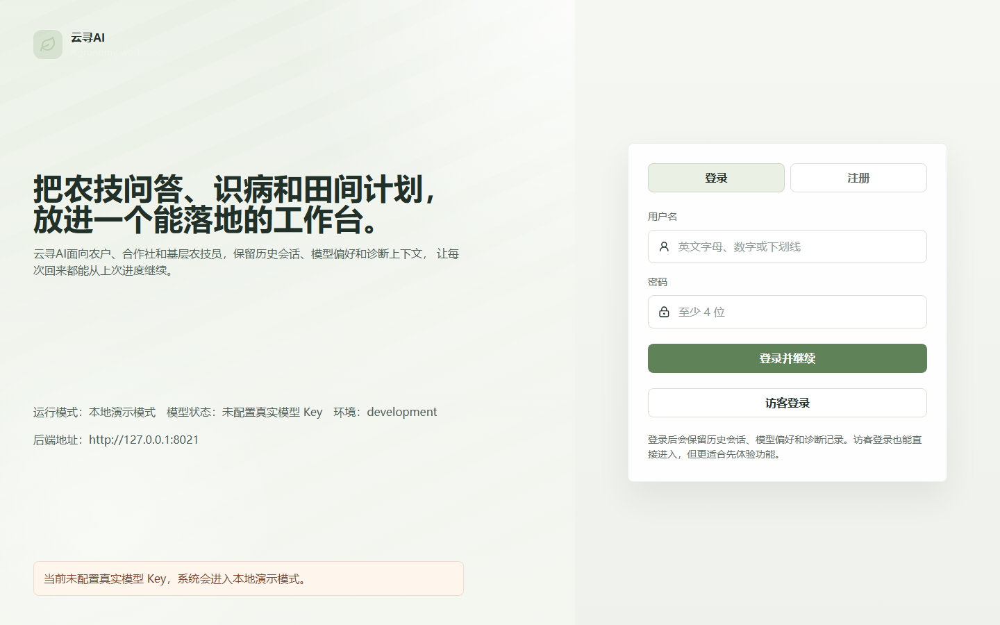 云寻AI
把农技问答、识病和田间计划，
放进一个能落地的工作台。
云寻AI面向农户、合作社和基层农技员，保留历史会话、模型偏好和诊断上下文， 让每
次回来都能从上次进度继续。
运行模式：本地演示模式 模型状态：未配置真实模型 Key 环境：development
后端地址：http://127.0.0.1:8021
当前未配置真实模型 Key，系统会进入本地演示模式。
登录 注册
用户名
英文字母、数字或下划线
密码
至少 4 位
登录并继续
访客登录
登录后会保留历史会话、模型偏好和诊断记录。访客登录也能直
接进入，但更适合先体验功能。